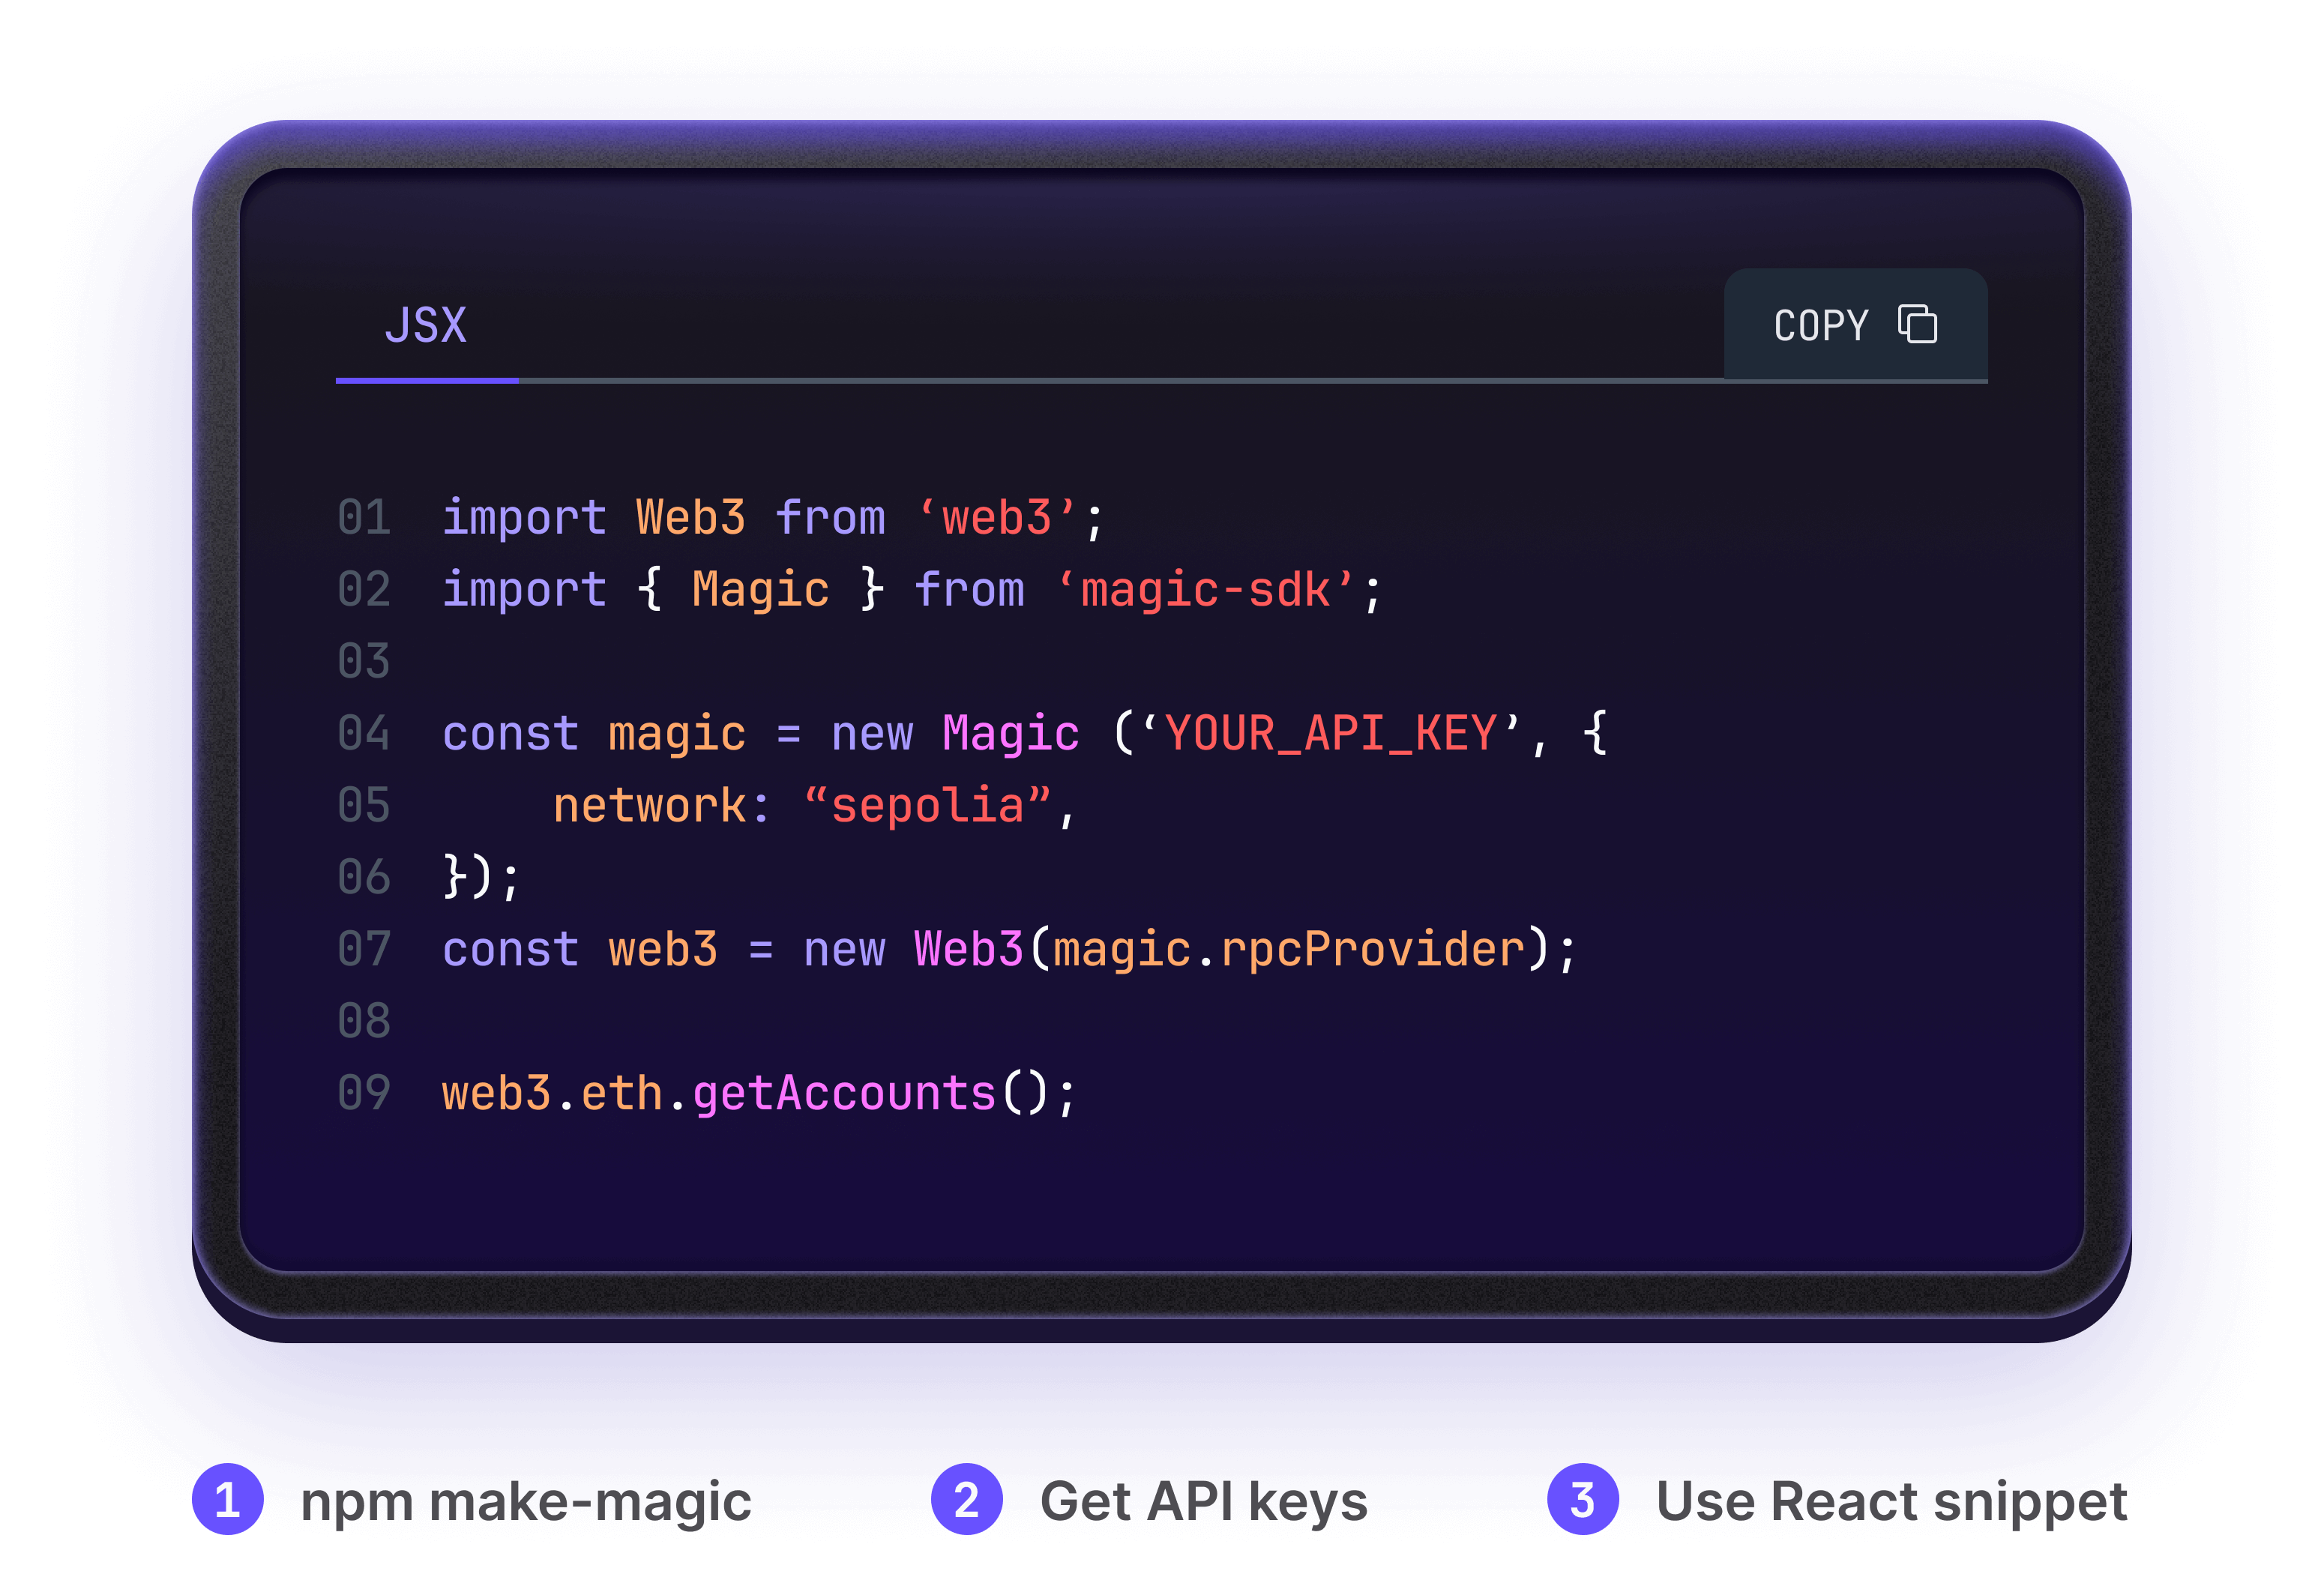 JSX
COPY
01 import Web3 from ‘web3’;
02 import { Magic } from ‘magic-sdk’;
03
04 const magic = new Magic (‘YOUR_API_KEY’, {
05     network: “sepolia”,
06 });
07 const web3 = new Web3(magic.rpcProvider);
08
09 web3.eth.getAccounts();
1 npm make-magic
2 Get API keys
3 Use React snippet